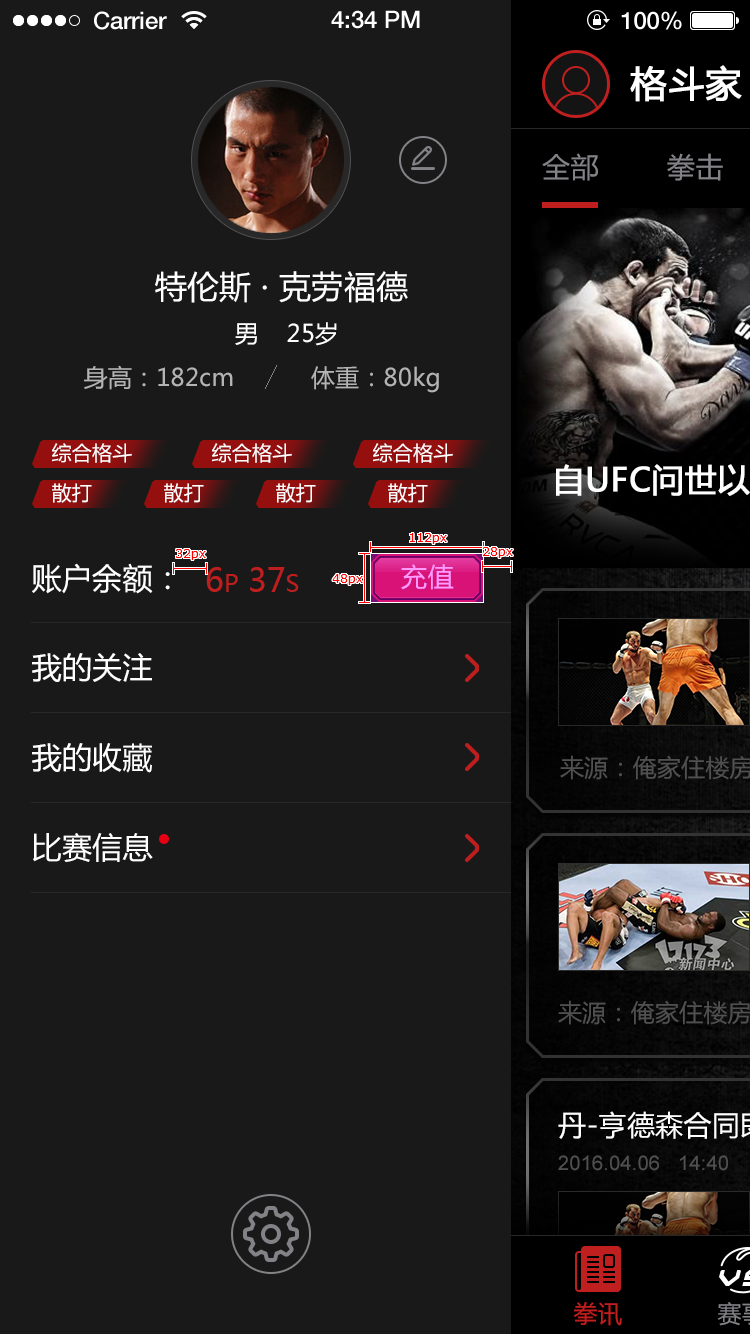 Carrier 4:34 PM 100%
特伦斯 · 克劳福德
男 25岁
身高：182cm / 体重：80kg
综合格斗 综合格斗 综合格斗
散打 散打 散打 散打
账户余额： 32px 6P 37S 48px 112px 充值 28px
我的关注
我的收藏
比赛信息
格斗家
全部 拳击
自UFC问世以
来源：俺家住楼房
SHO
17173
新闻中心
来源：俺家住楼房
丹-亨德森合同
2016.04.06 14:40
拳讯 赛